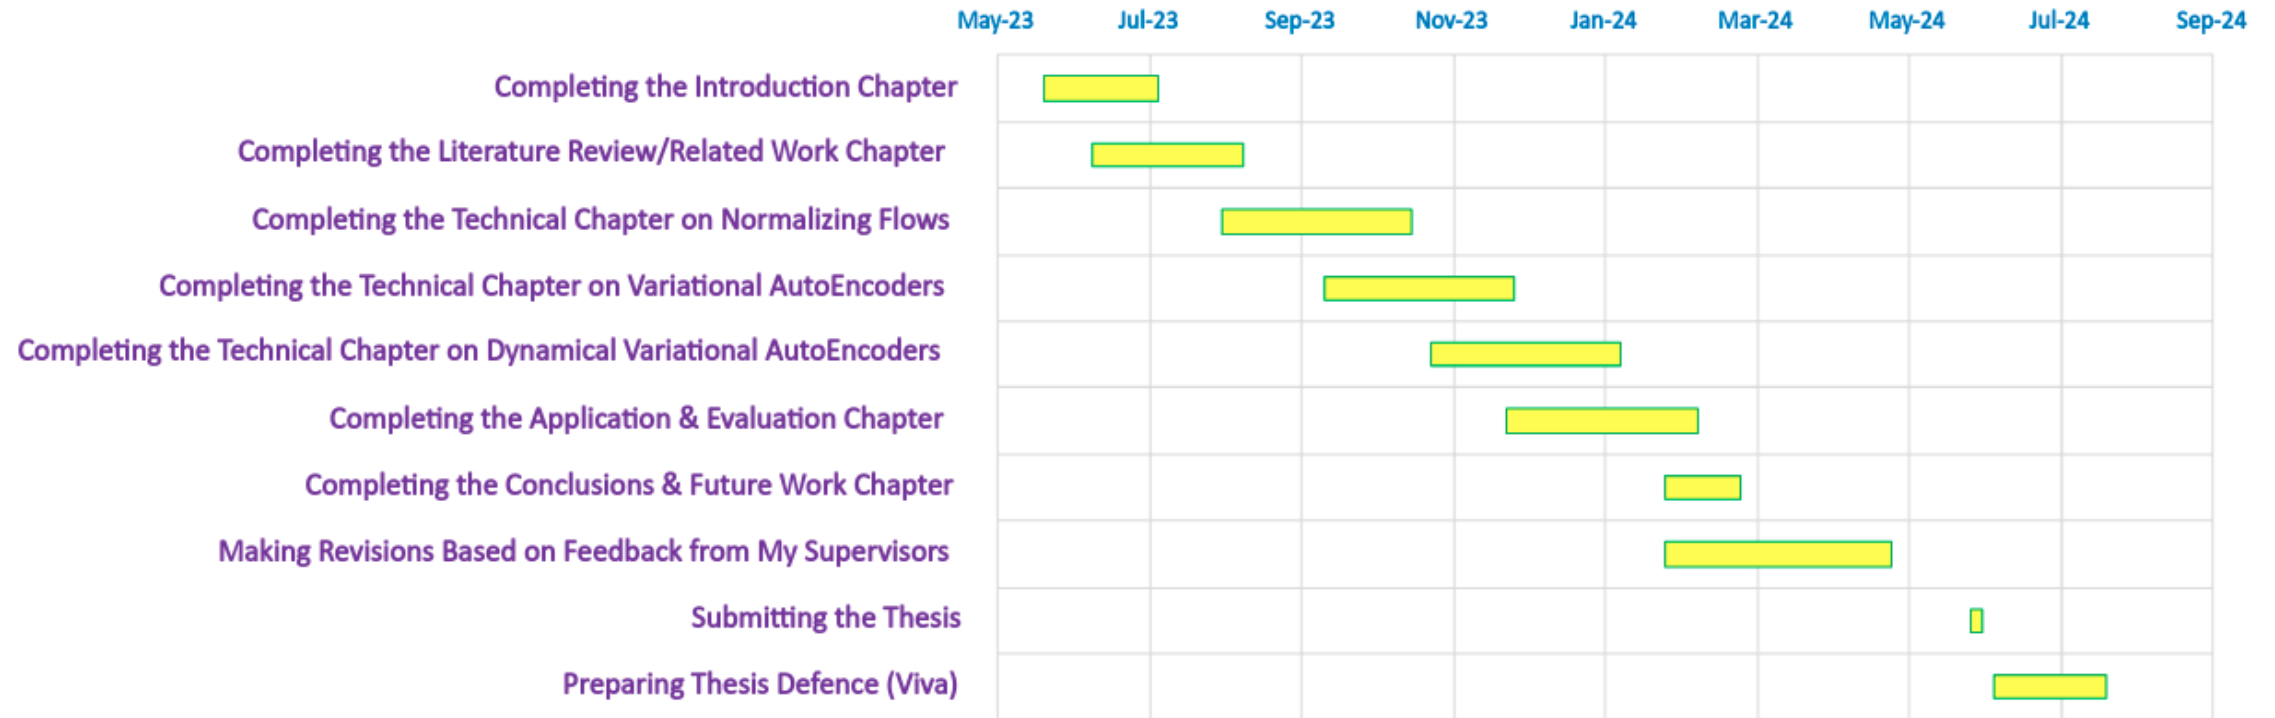 May-23 Jul-23 Sep-23 Nov-23 Jan-24 Mar-24 May-24 Jul-24 Sep-24
Completing the Introduction Chapter
Completing the Literature Review/Related Work Chapter
Completing the Technical Chapter on Normalizing Flows
Completing the Technical Chapter on Variational AutoEncoders
Completing the Technical Chapter on Dynamical Variational AutoEncoders
Completing the Application & Evaluation Chapter
Completing the Conclusions & Future Work Chapter
Making Revisions Based on Feedback from My Supervisors
Submitting the Thesis
Preparing Thesis Defence (Viva)